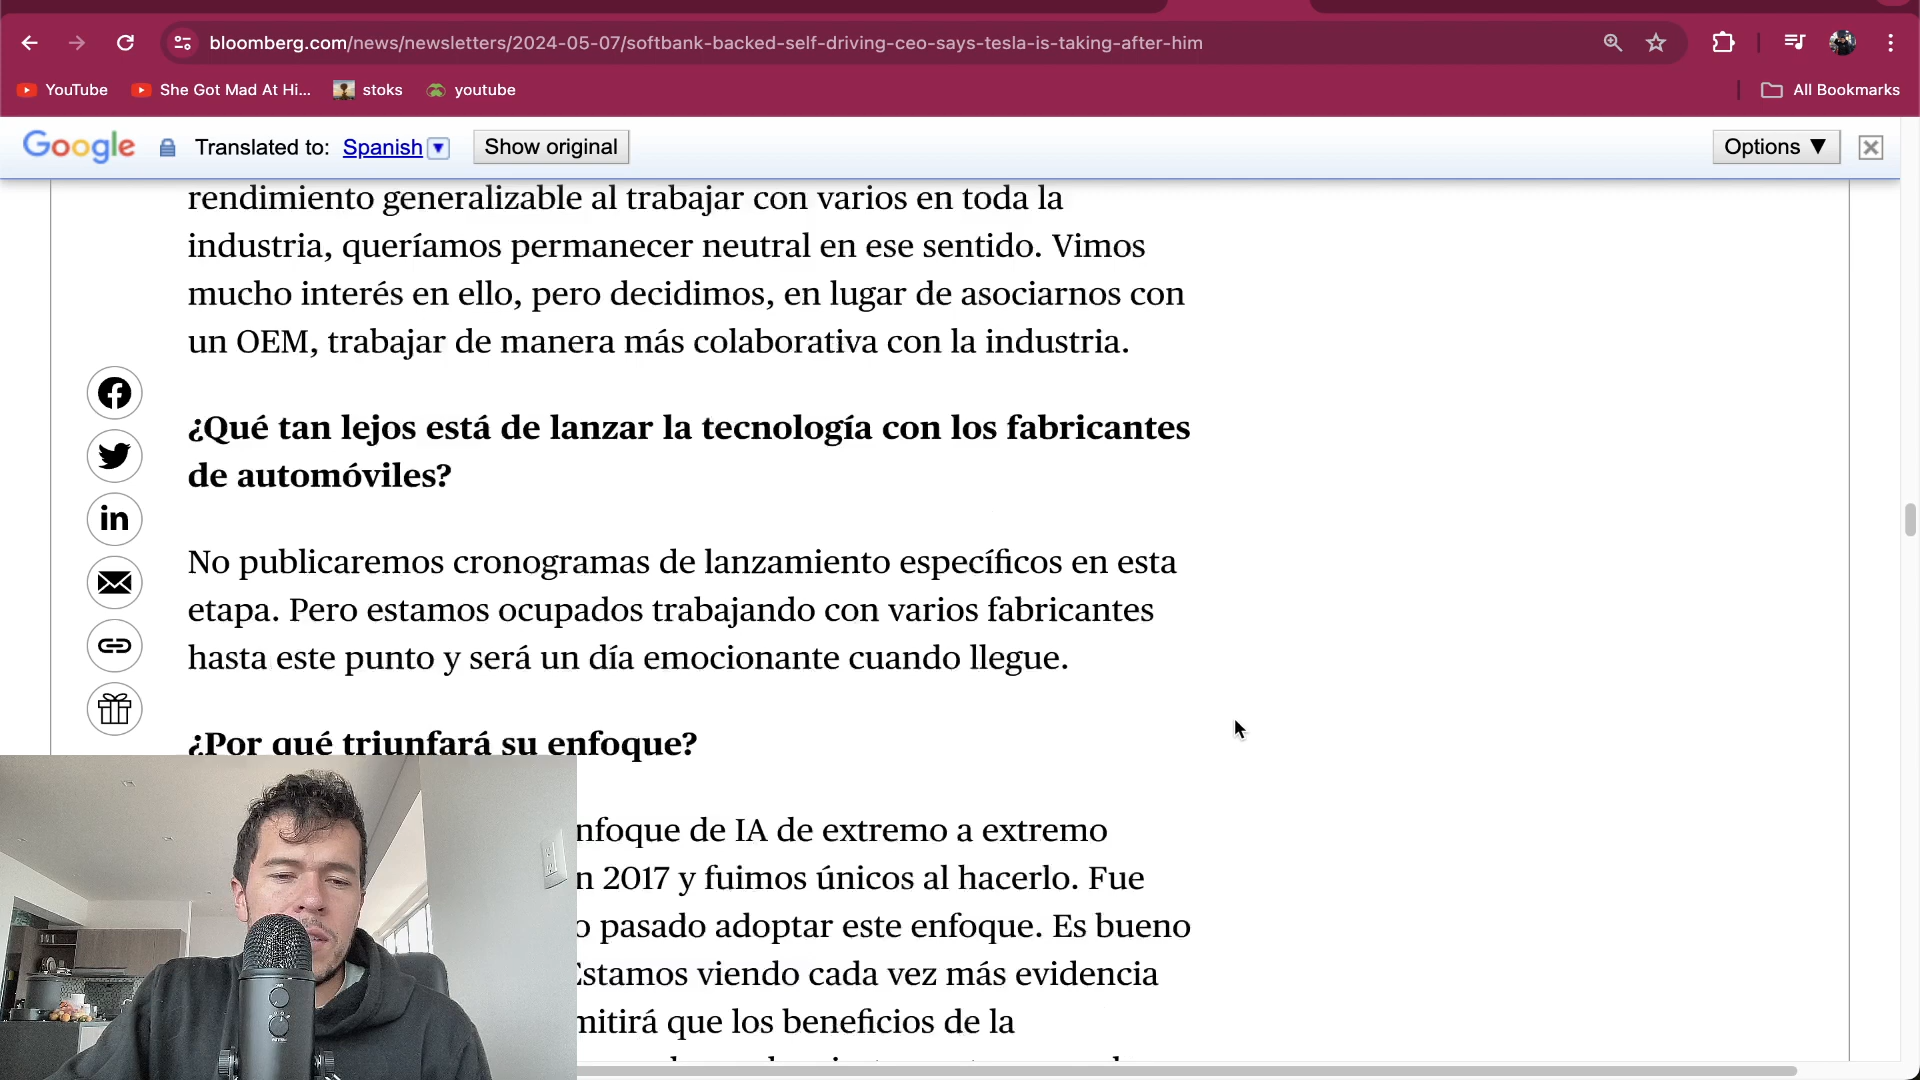 bloomberg.com/news/newsletters/2024-05-07/softbank-backed-self-driving-ceo-says-tesla-is-taking-after-him
YouTube
She Got Mad At Hi...
stoks
youtube
All Bookmarks
Google
Translated to: Spanish ▼
Show original
Options ▼
rendimiento generalizable al trabajar con varios en toda la
industria, queríamos permanecer neutral en ese sentido. Vimos
mucho interés en ello, pero decidimos, en lugar de asociarnos con
un OEM, trabajar de manera más colaborativa con la industria.
¿Qué tan lejos está de lanzar la tecnología con los fabricantes
de automóviles?
No publicaremos cronogramas de lanzamiento específicos en esta
etapa. Pero estamos ocupados trabajando con varios fabricantes
hasta este punto y será un día emocionante cuando llegue.
¿Por qué triunfará su enfoque?
nfoque de IA de extremo a extremo
n 2017 y fuimos únicos al hacerlo. Fue
o pasado adoptar este enfoque. Es bueno
Estamos viendo cada vez más evidencia
mitirá que los beneficios de la